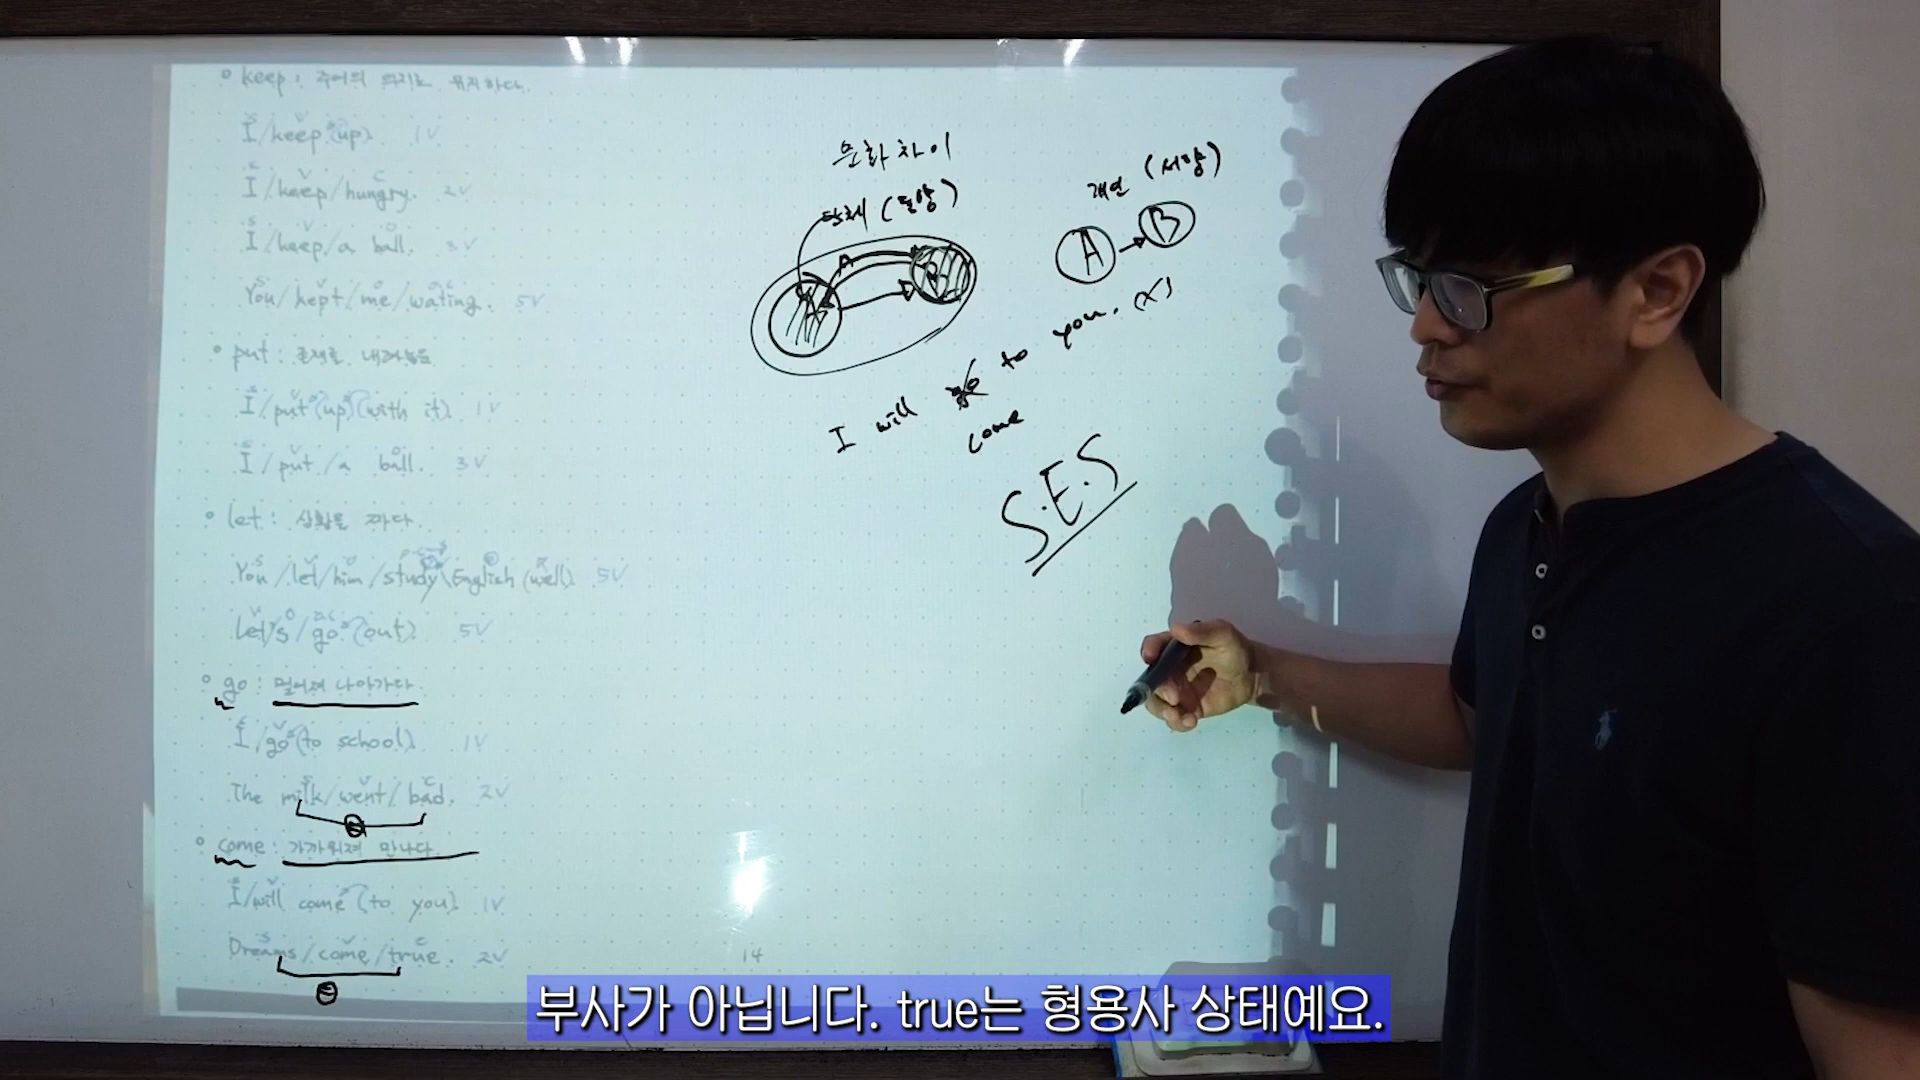 keep : 주어의 의지로 유지하다.
I / keep (up). 1V
I / keep / hungry. 2V
I / keep / a ball. 3V
You / kept / me / wating. 5V
put : 존재를 내려놓음
I / put (up) (with it). 1V
I / put / a ball. 3V
let : 상황을 짜다.
You / let / him / study \ English (well). 5V
Let's / go (out). 5V
go : 멀어져 나아가다.
I / go (to school). 1V
The milk / went / bad. 2V
come : 가까워져 만나다.
I / will come (to you). 1V
Dreams / come / true. 2V
14
문화차이
단체 (동양)
A
B
개인 (서양)
A → B
I will go to you. (X)
come
S.E.S
부사가 아닙니다. true는 형용사 상태예요.